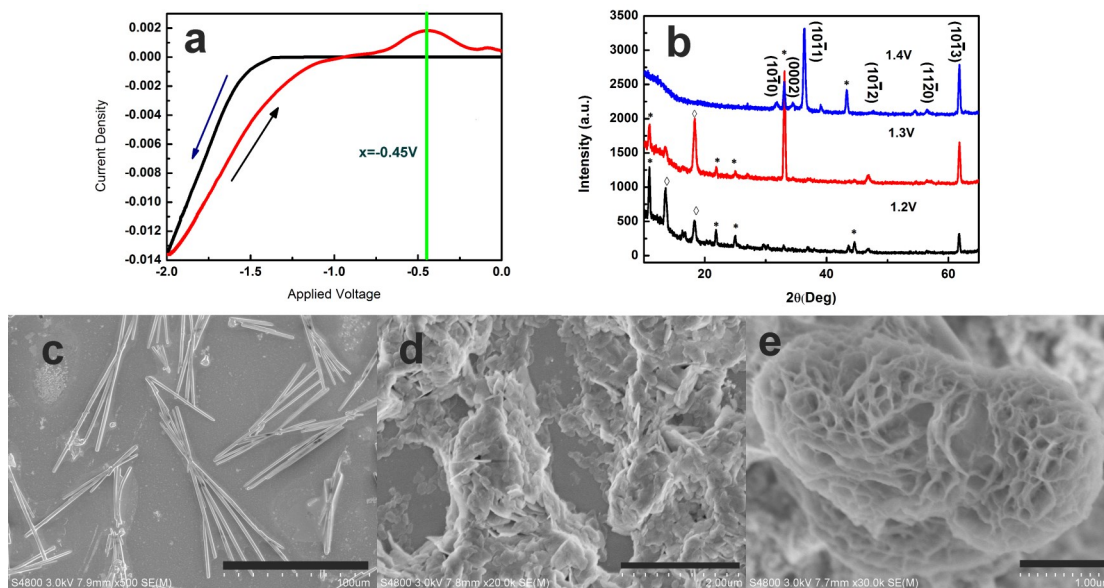 a
0.002
0.000
-0.002
-0.004
-0.006
-0.008
-0.010
-0.012
-0.014
Current Density
x=-0.45V
-2.0 -1.5 -1.0 -0.5 0.0
Applied Voltage
b
3500
3000
2500
2000
1500
1000
500
0
Intensity (a.u.)
(101̄0)
*
(0002)
(101̄1)
1.4V
*
(101̄2)
(112̄0)
(101̄3)
1.3V
* ◇ * *
1.2V
* ◇ * * *
20 40 60
2θ(Deg)
c
S4800 3.0kV 7.9mm x500 SE(M) 100um
d
S4800 3.0kV 7.8mm x20.0k SE(M) 2.00um
e
S4800 3.0kV 7.7mm x30.0k SE(M) 1.00u